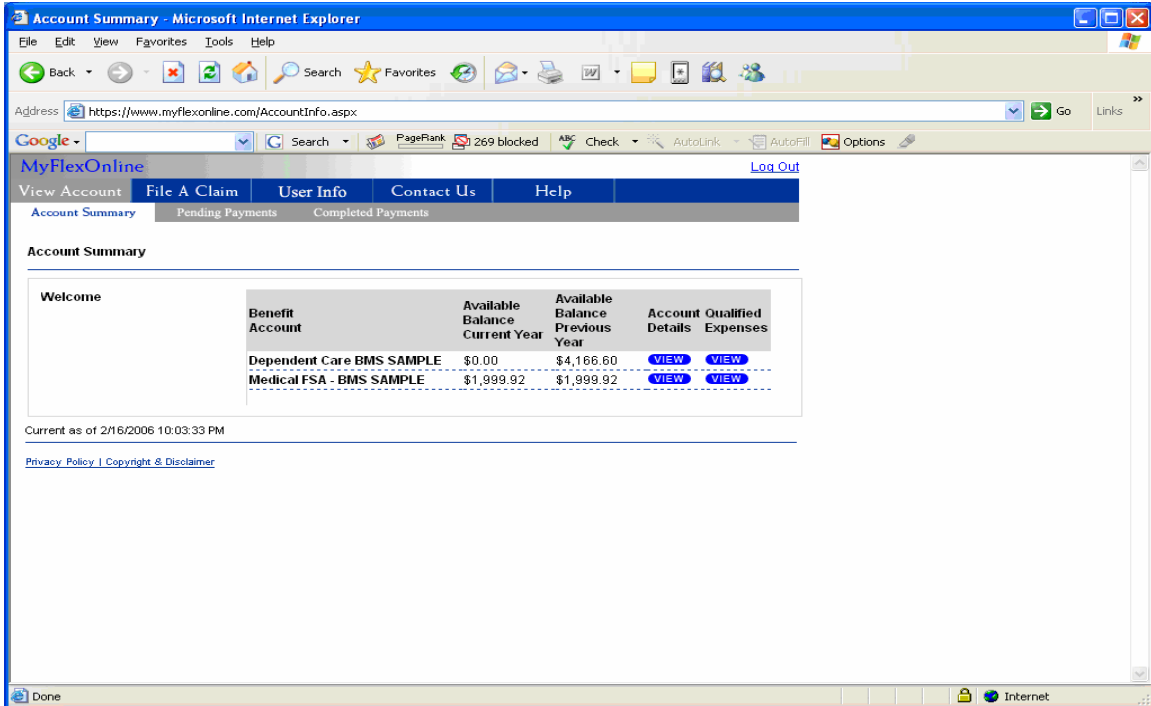 Account Summary - Microsoft Internet Explorer
File Edit View Favorites Tools Help
Back Search Favorites
Address https://www.myflexonline.com/AccountInfo.aspx Go Links »
Google Search PageRank 269 blocked ABC Check AutoLink AutoFill Options
MyFlexOnline Log Out
View Account File A Claim User Info Contact Us Help
Account Summary Pending Payments Completed Payments
Account Summary
Welcome
Benefit Account Available Balance Current Year Available Balance Previous Year Account Details Qualified Expenses
Dependent Care BMS SAMPLE $0.00 $4,166.60 VIEW VIEW
Medical FSA - BMS SAMPLE $1,999.92 $1,999.92 VIEW VIEW
Current as of 2/16/2006 10:03:33 PM
Privacy Policy | Copyright & Disclaimer
Done Internet